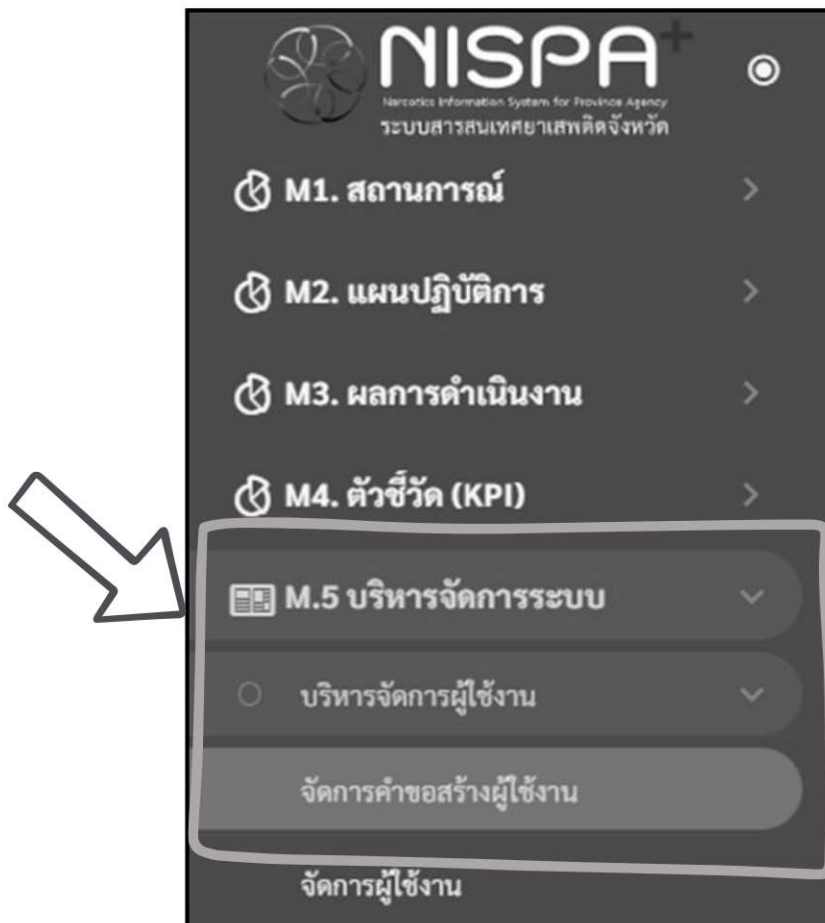 NISPA+
Narcotics Information System for Province Agency
ระบบสารสนเทศยาเสพติดจังหวัด
M1. สถานการณ์
M2. แผนปฏิบัติการ
M3. ผลการดำเนินงาน
M4. ตัวชี้วัด (KPI)
M.5 บริหารจัดการระบบ
บริหารจัดการผู้ใช้งาน
จัดการคำขอสร้างผู้ใช้งาน
จัดการผู้ใช้งาน